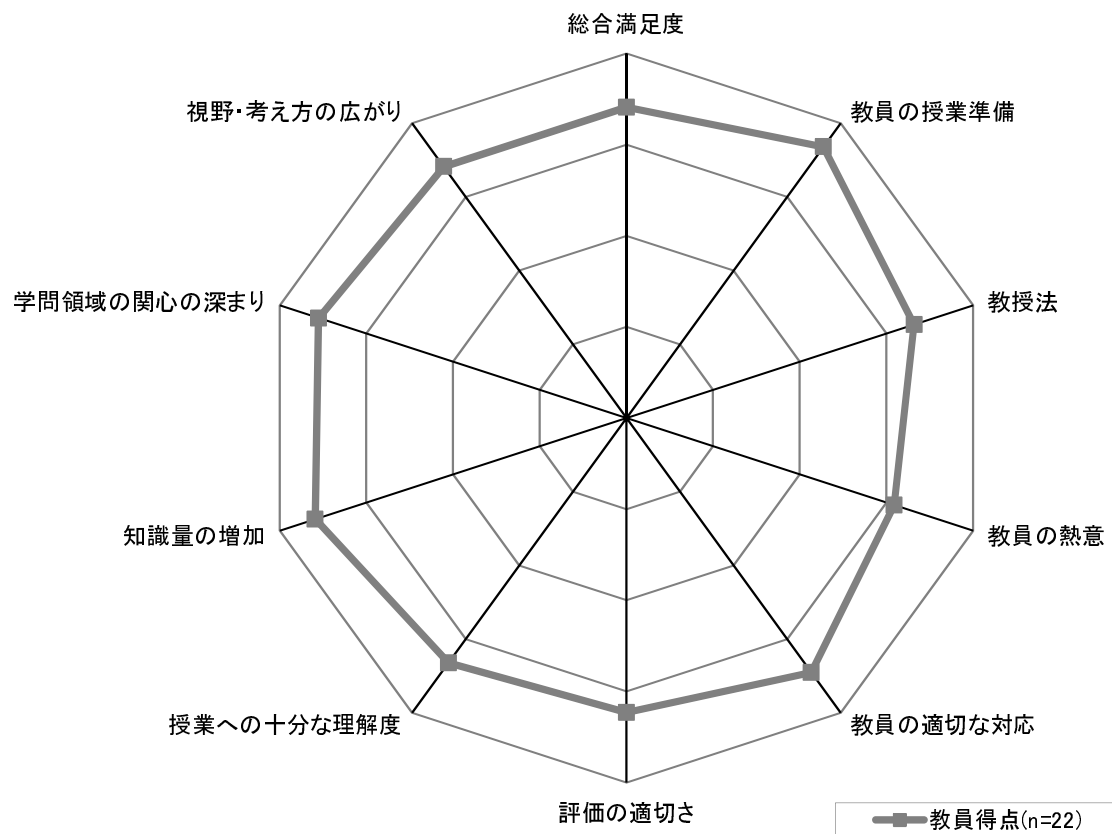 総合満足度
視野・考え方の広がり
教員の授業準備
学問領域の関心の深まり
教授法
知識量の増加
教員の熱意
授業への十分な理解度
教員の適切な対応
評価の適切さ
教員得点(n=22)